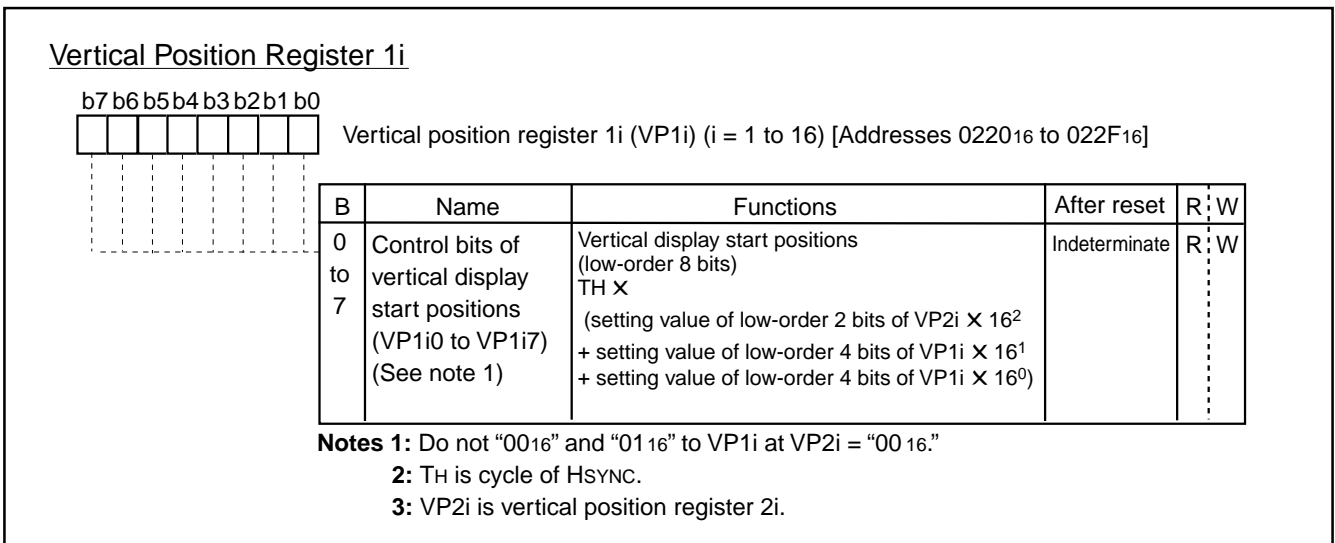 Vertical Position Register 1i
b7 b6 b5 b4 b3 b2 b1 b0
Vertical position register 1i (VP1i) (i = 1 to 16) [Addresses 022016 to 022F16]
B Name Functions After reset R W
0 to 7
Control bits of
vertical display
start positions
(VP1i0 to VP1i7)
(See note 1)
Vertical display start positions
(low-order 8 bits)
TH ×
(setting value of low-order 2 bits of VP2i × 16²
+ setting value of low-order 4 bits of VP1i × 16¹
+ setting value of low-order 4 bits of VP1i × 16⁰)
Indeterminate R W
Notes 1: Do not “0016” and “0116” to VP1i at VP2i = “0016.”
2: TH is cycle of HSYNC.
3: VP2i is vertical position register 2i.